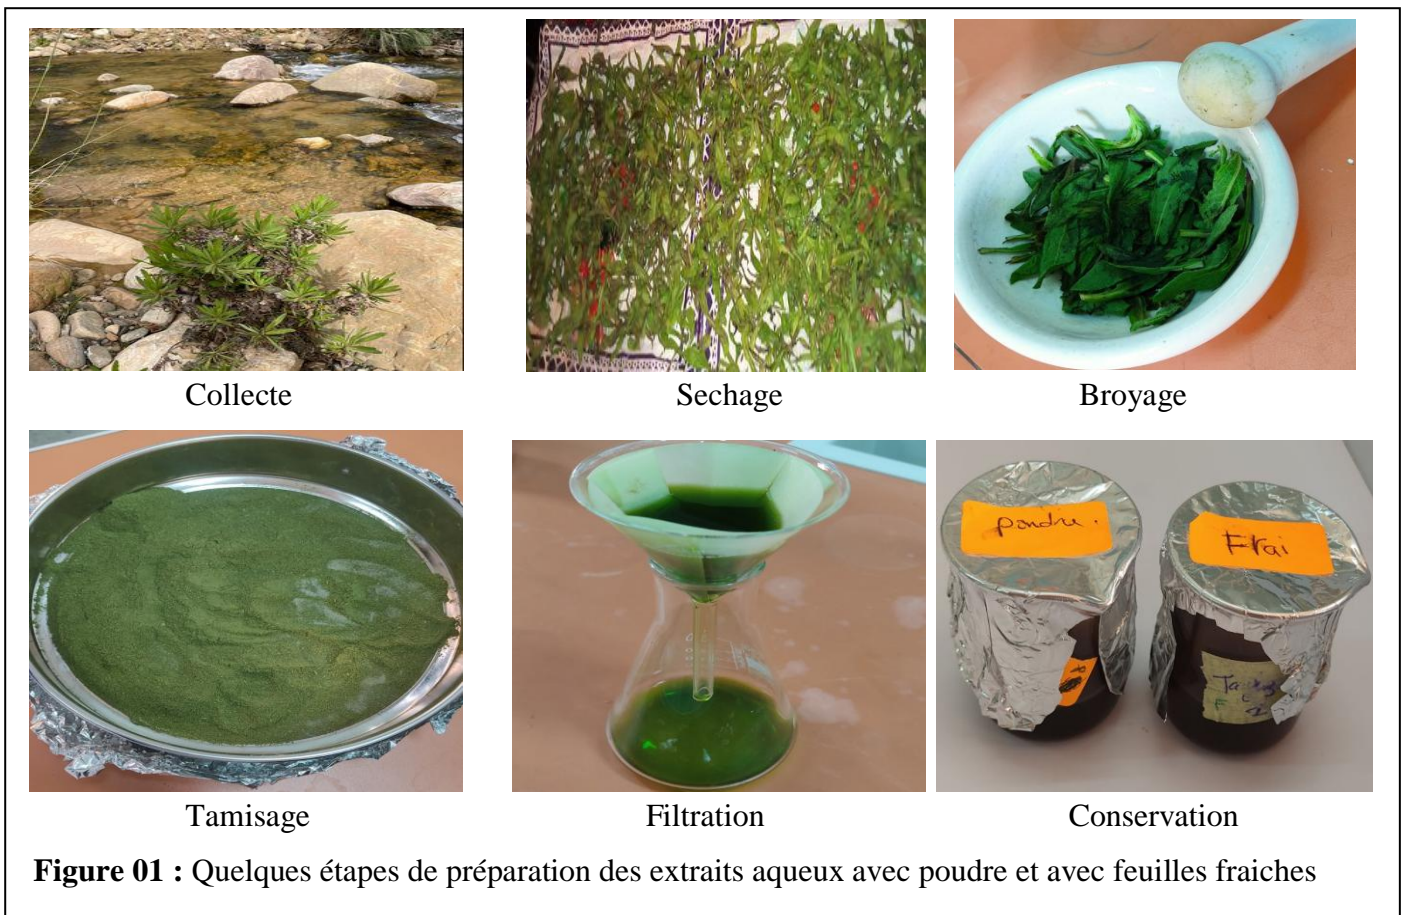 Collecte
Sechage
Broyage
poudre.
Frai
Tamisage
Filtration
Conservation
Figure 01 : Quelques étapes de préparation des extraits aqueux avec poudre et avec feuilles fraiches